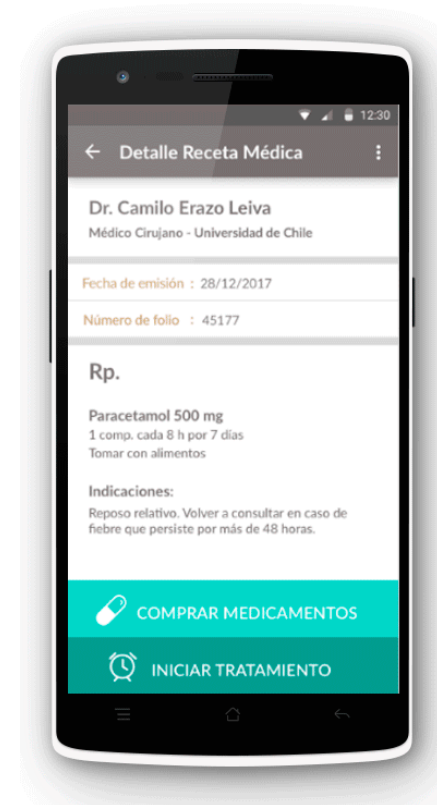 12:30
Detalle Receta Médica
Dr. Camilo Erazo Leiva
Médico Cirujano - Universidad de Chile
Fecha de emisión : 28/12/2017
Número de folio : 45177
Rp.
Paracetamol 500 mg
1 comp. cada 8 h por 7 días
Tomar con alimentos
Indicaciones:
Reposo relativo. Volver a consultar en caso de
fiebre que persiste por más de 48 horas.
COMPRAR MEDICAMENTOS
INICIAR TRATAMIENTO